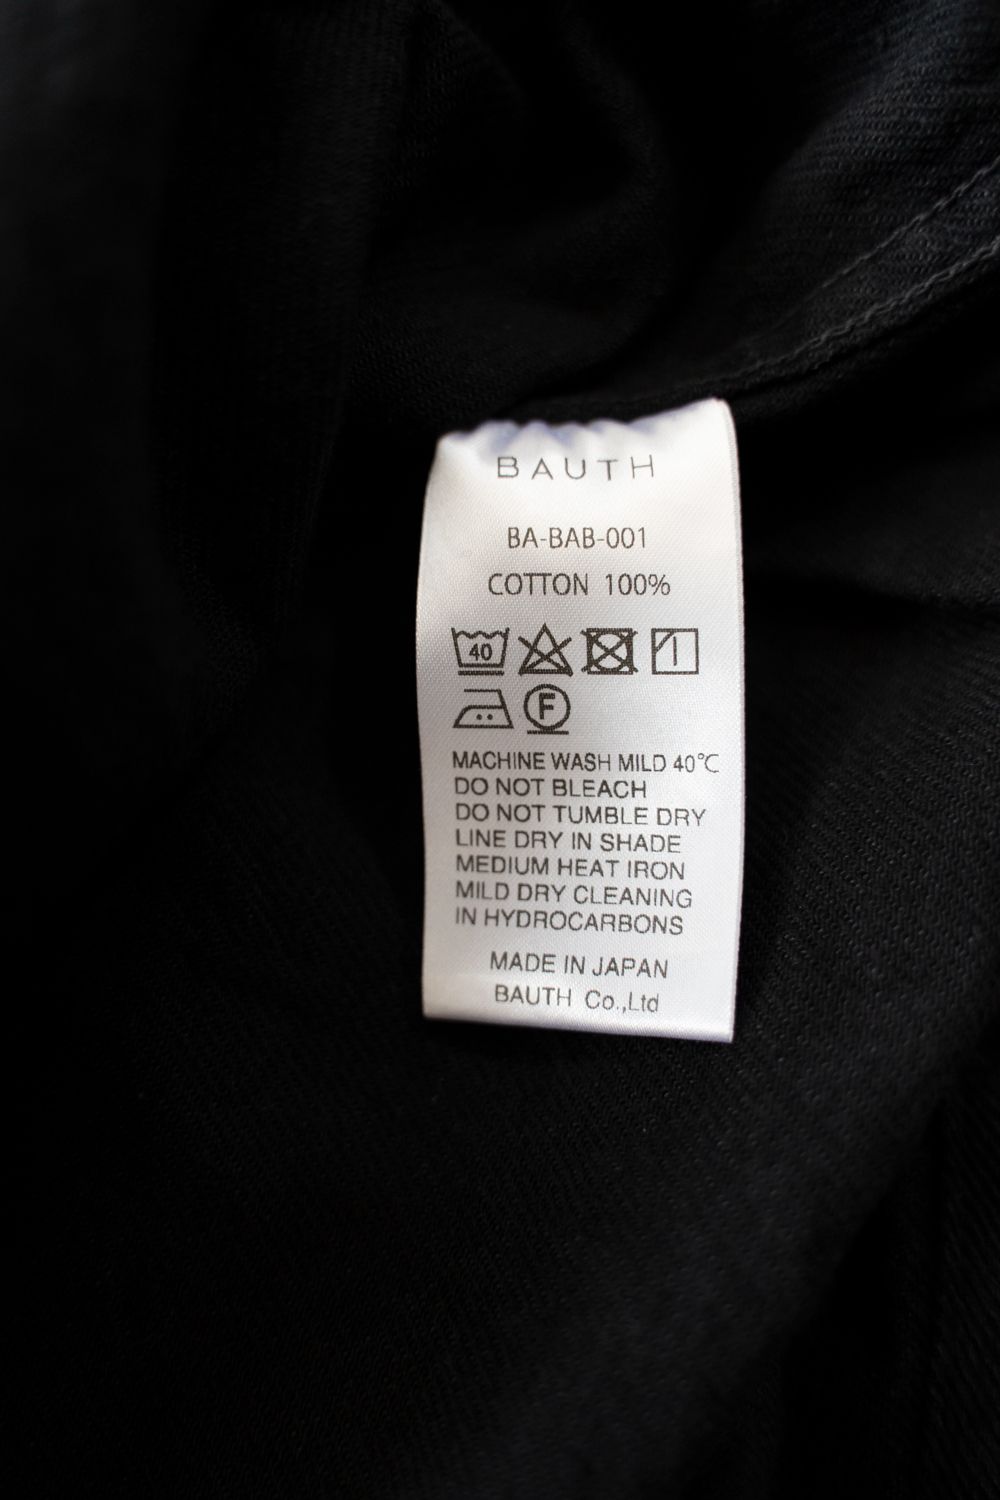 BAUTH
BA-BAB-001
COTTON 100%
40
F
MACHINE WASH MILD 40℃
DO NOT BLEACH
DO NOT TUMBLE DRY
LINE DRY IN SHADE
MEDIUM HEAT IRON
MILD DRY CLEANING
IN HYDROCARBONS
MADE IN JAPAN
BAUTH Co.,Ltd